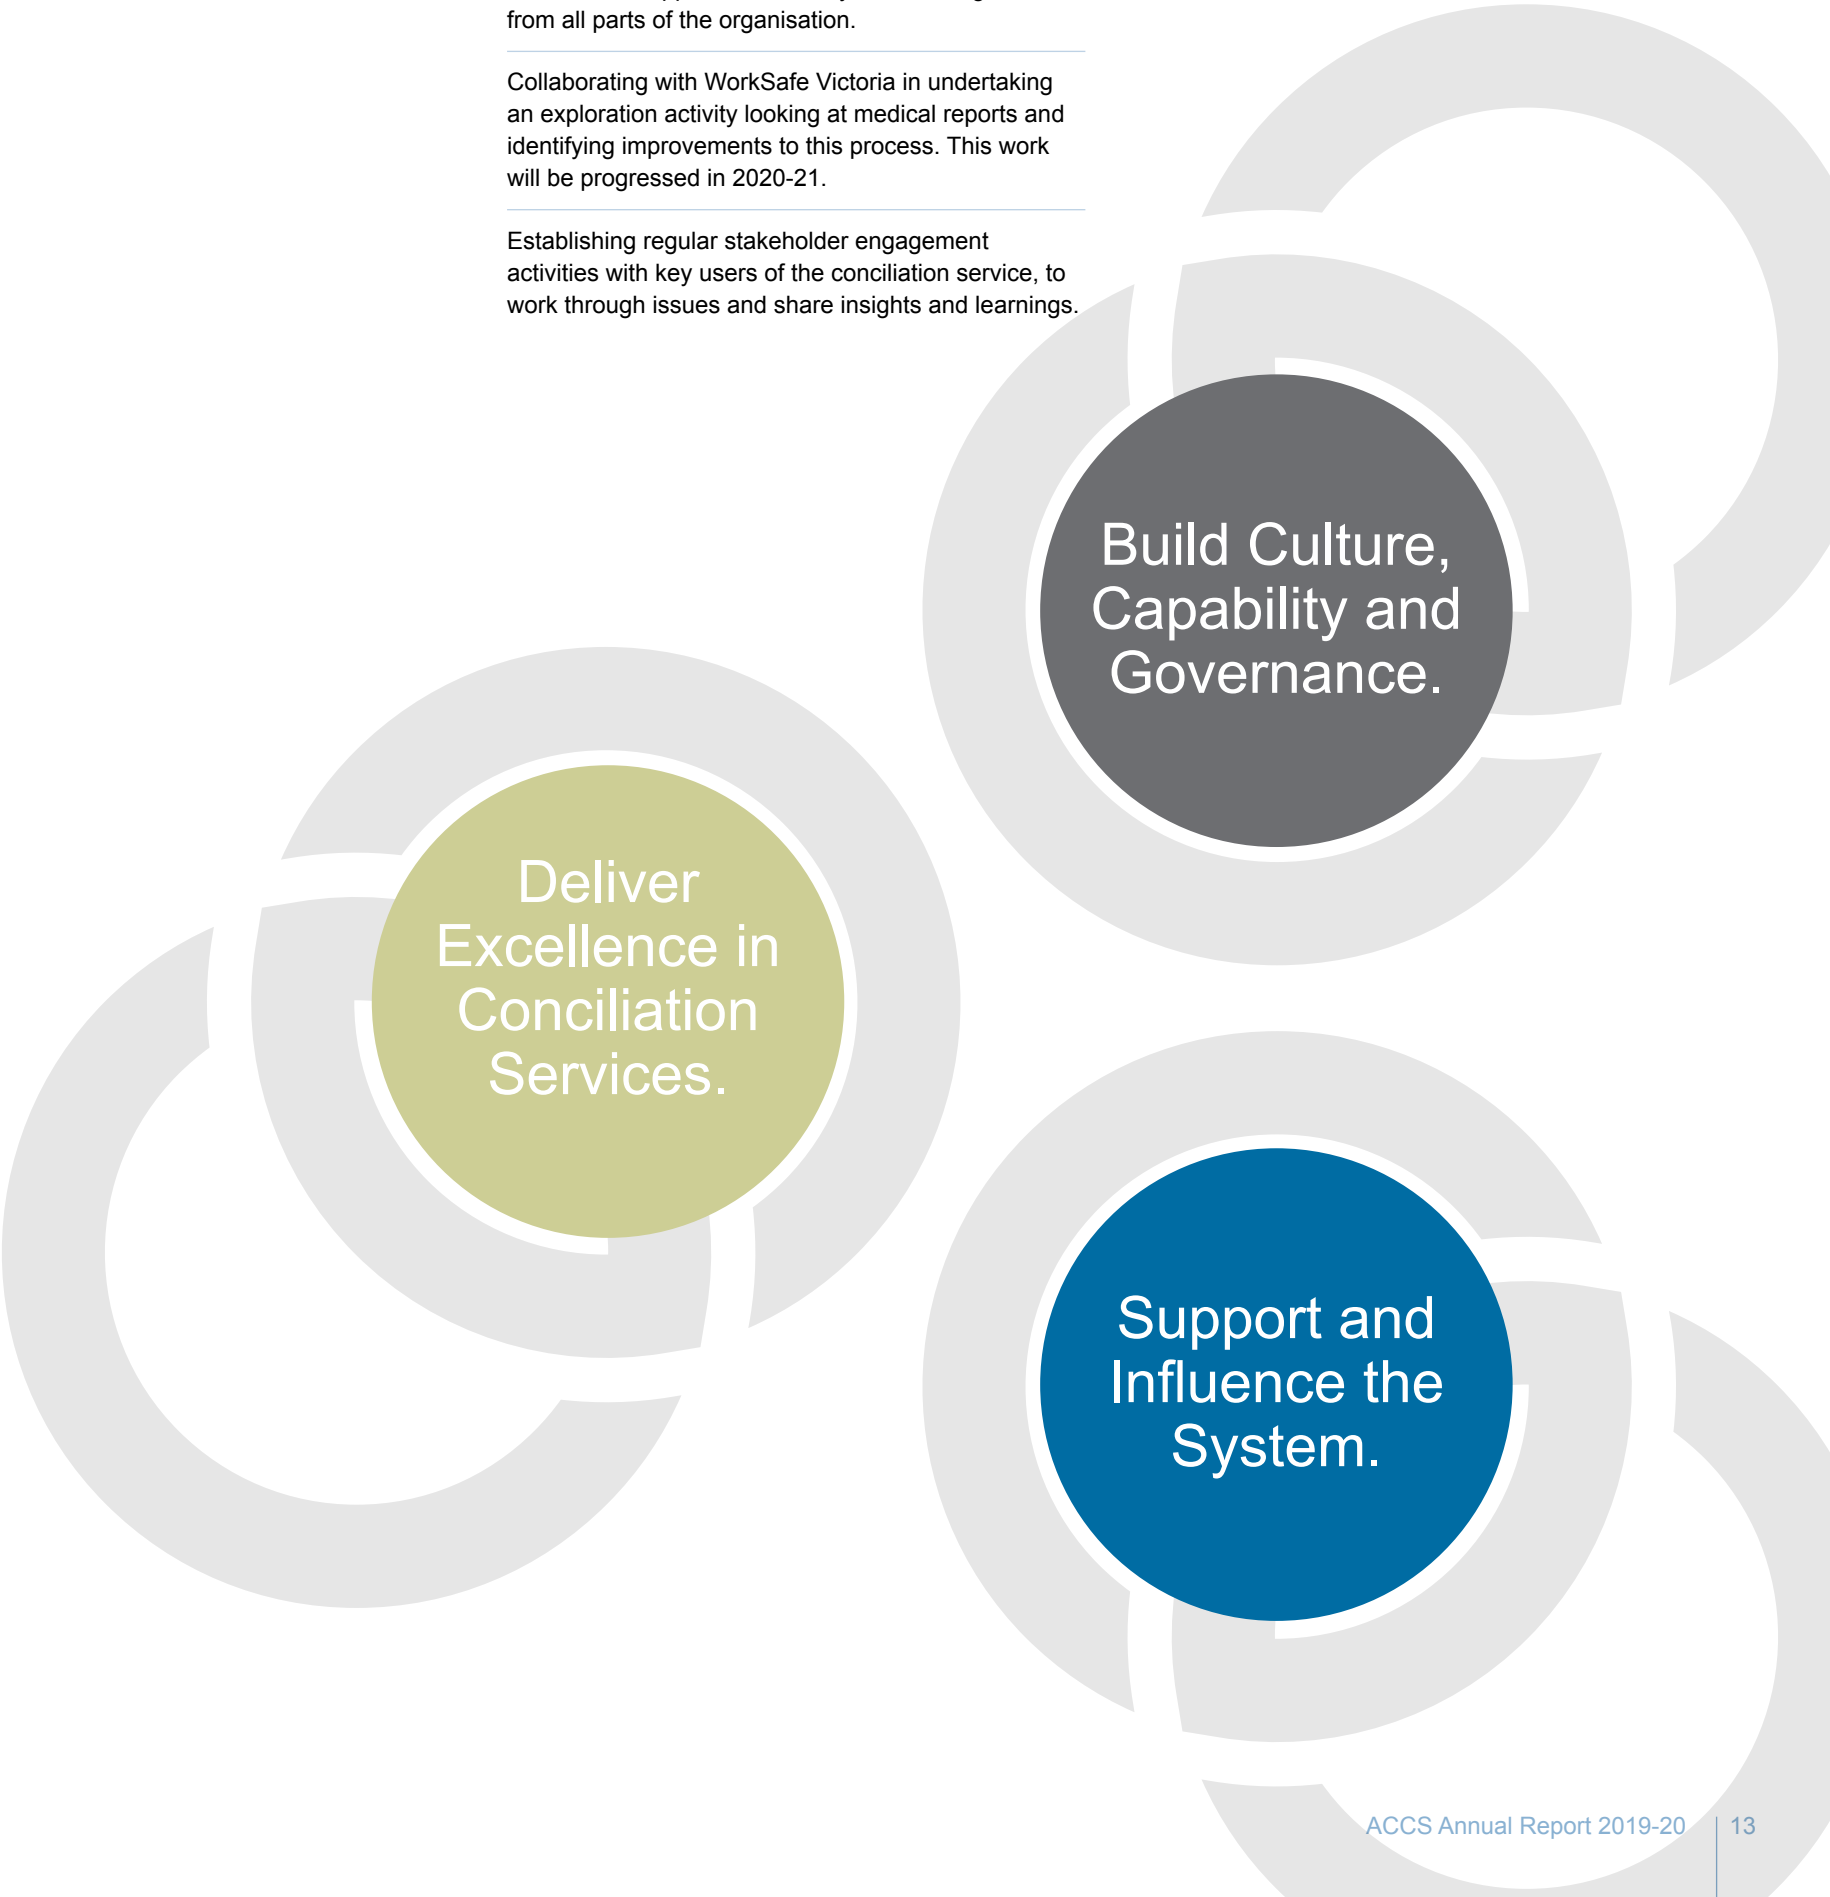 from all parts of the organisation.
Collaborating with WorkSafe Victoria in undertaking
an exploration activity looking at medical reports and
identifying improvements to this process. This work
will be progressed in 2020-21.
Establishing regular stakeholder engagement
activities with key users of the conciliation service, to
work through issues and share insights and learnings.
Build Culture,
Capability and
Governance.
Deliver
Excellence in
Conciliation
Services.
Support and
Influence the
System.
ACCS Annual Report 2019-20 13